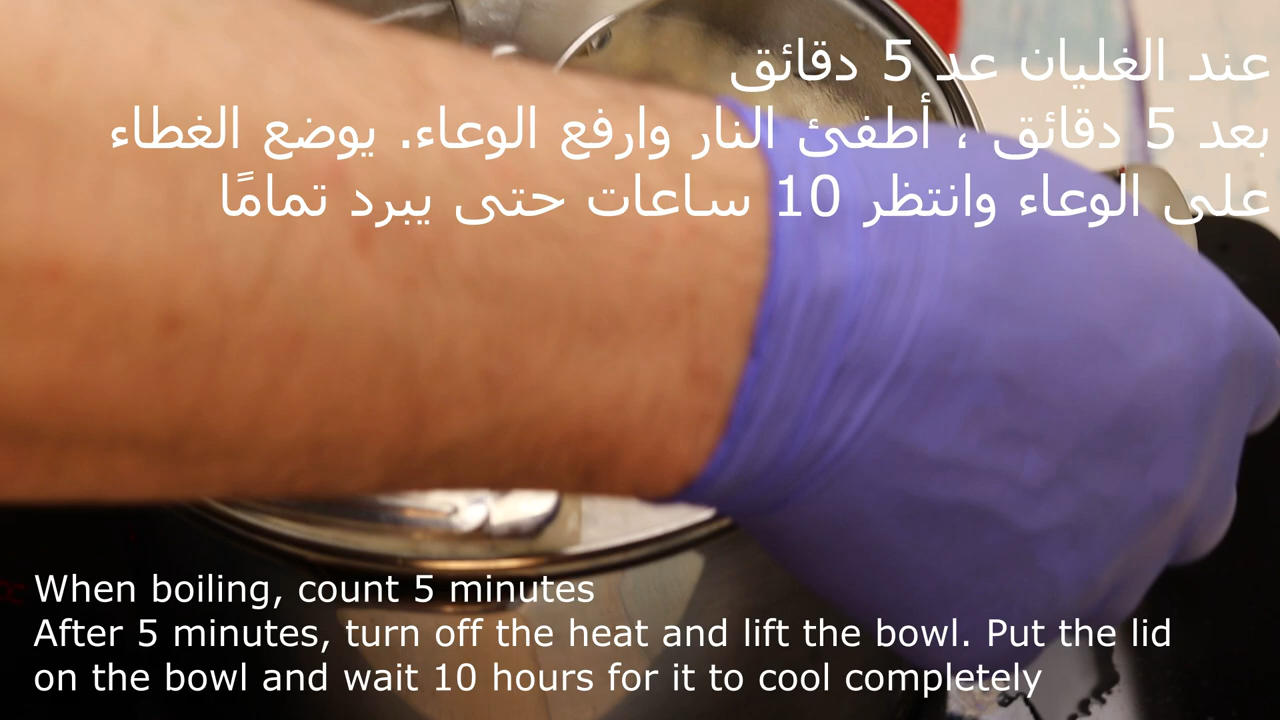 عند الغليان عد 5 دقائق
بعد 5 دقائق ، أطفئ النار وارفع الوعاء. يوضع الغطاء
على الوعاء وانتظر 10 ساعات حتى يبرد تمامًا
When boiling, count 5 minutes
After 5 minutes, turn off the heat and lift the bowl. Put the lid
on the bowl and wait 10 hours for it to cool completely